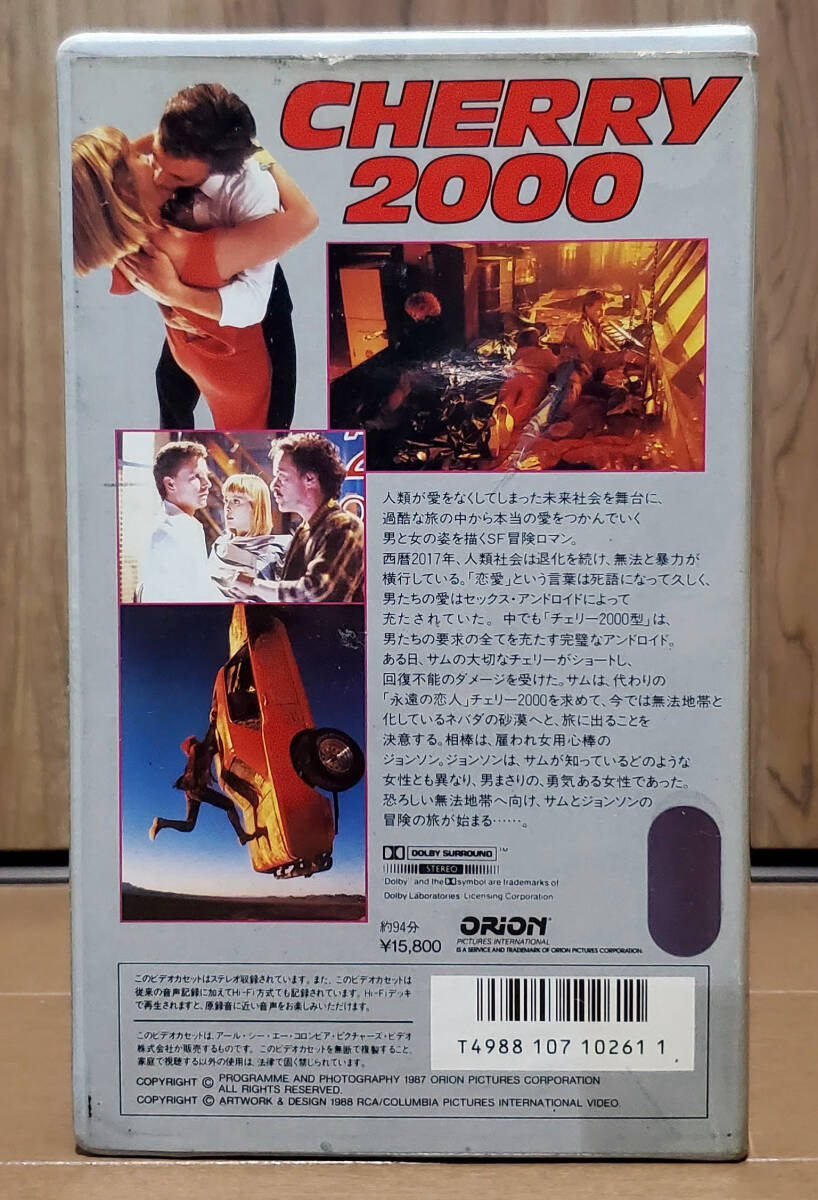 CHERRY
2000
人類が愛をなくしてしまった未来社会を舞台に、
過酷な旅の中から本当の愛をつかんでいく
男と女の姿を描くSF冒険ロマン。
西暦2017年、人類社会は退化を続け、無法と暴力が
横行している。「恋愛」という言葉は死語になって久しく、
男たちの愛はセックス・アンドロイドによって
充たされていた。中でも「チェリー2000型」は、
男たちの要求の全てを充たす完璧なアンドロイド。
ある日、サムの大切なチェリーがショートし、
回復不能のダメージを受けた。サムは、代わりの
「永遠の恋人」チェリー2000を求めて、今では無法地帯と
化しているネバダの砂漠へと、旅に出ることを
決意する。相棒は、雇われ女用心棒の
ジョンソン。ジョンソンは、サムが知っているどのような
女性とも異なり、男まさりの、勇気ある女性であった。
恐ろしい無法地帯へ向け、サムとジョンソンの
冒険の旅が始まる……。
DOLBY SURROUND TM
STEREO
Dolby and the symbol are trademarks of
Dolby Laboratories Licensing Corporation
約94分
¥15,800
ORION
PICTURES INTERNATIONAL
IS A SERVICE AND TRADEMARK OF ORION PICTURES CORPORATION.
このビデオカセットはステレオ収録されています。また、このビデオカセットは
従来の音声記録に加えてHi-Fi方式でも記録されています。Hi-Fiデッキ
で再生されますと、原録音に近い音声をお楽しみいただけます。
このビデオカセットは、アール・シー・エー・コロンビア・ピクチャーズ・ビデオ
株式会社が販売するものです。このビデオカセットを無断で複製すること、
家庭で視聴する以外の使用は、法律で固く禁じられています。
T4988 107 10261 1
COPYRIGHT © PROGRAMME AND PHOTOGRAPHY 1987 ORION PICTURES CORPORATION
ALL RIGHTS RESERVED.
COPYRIGHT © ARTWORK & DESIGN 1988 RCA/COLUMBIA PICTURES INTERNATIONAL VIDEO.